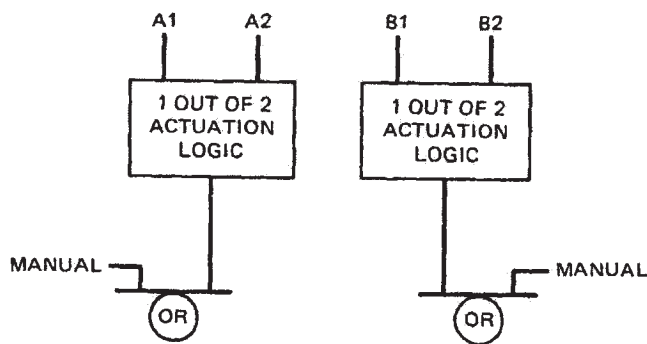 A1 A2 B1 B2
1 OUT OF 2
ACTUATION
LOGIC
1 OUT OF 2
ACTUATION
LOGIC
MANUAL
MANUAL
OR
OR